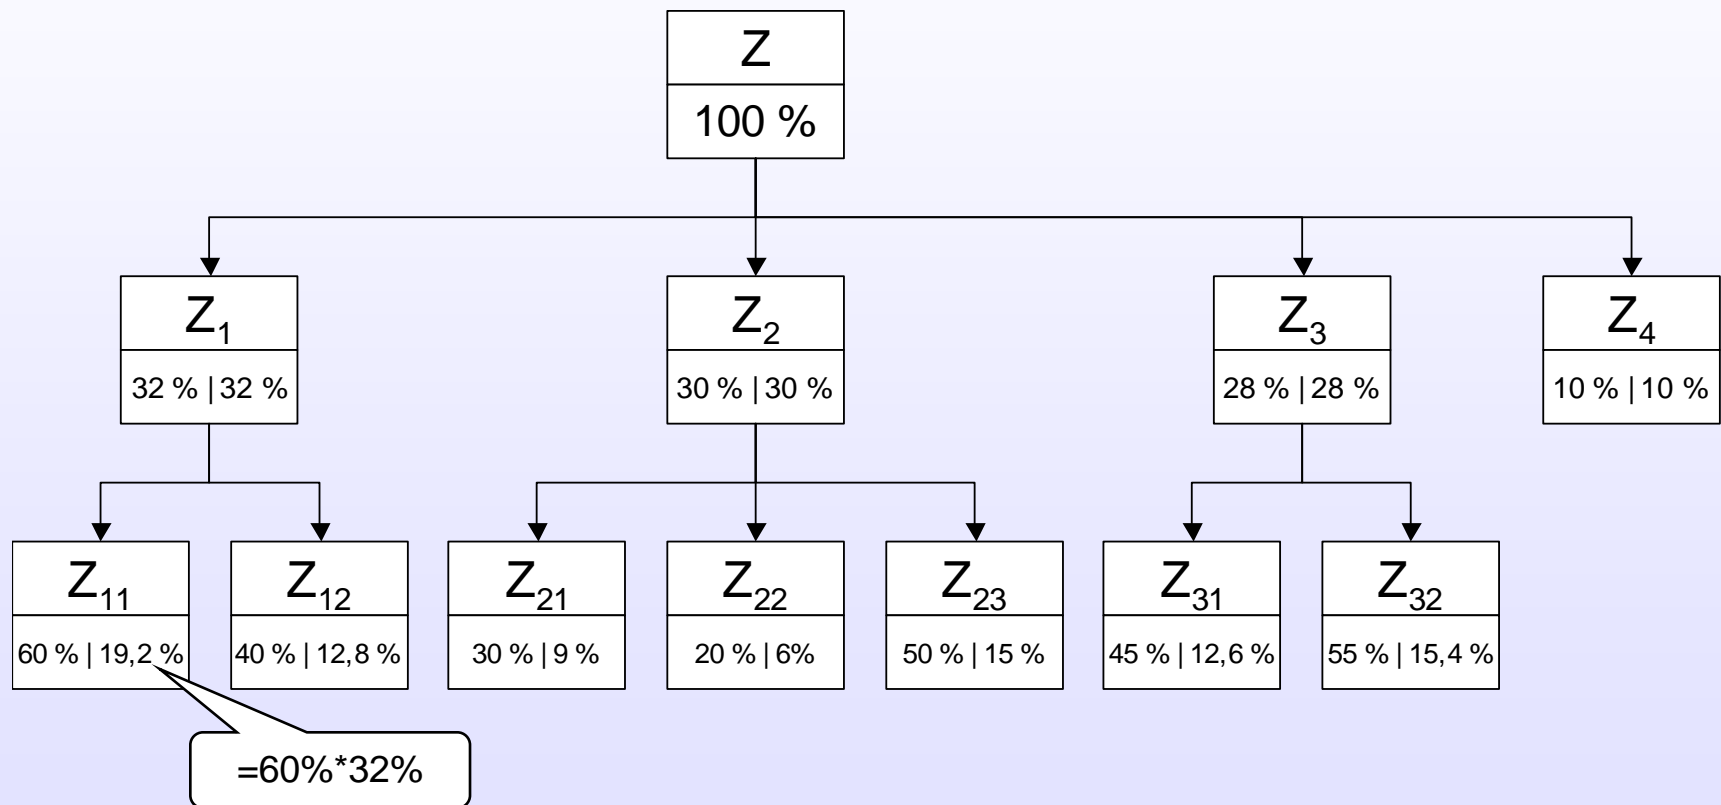 Z
100 %
Z1
32 % | 32 %
Z2
30 % | 30 %
Z3
28 % | 28 %
Z4
10 % | 10 %
Z11
60 % | 19,2 %
Z12
40 % | 12,8 %
Z21
30 % | 9 %
Z22
20 % | 6%
Z23
50 % | 15 %
Z31
45 % | 12,6 %
Z32
55 % | 15,4 %
=60%*32%